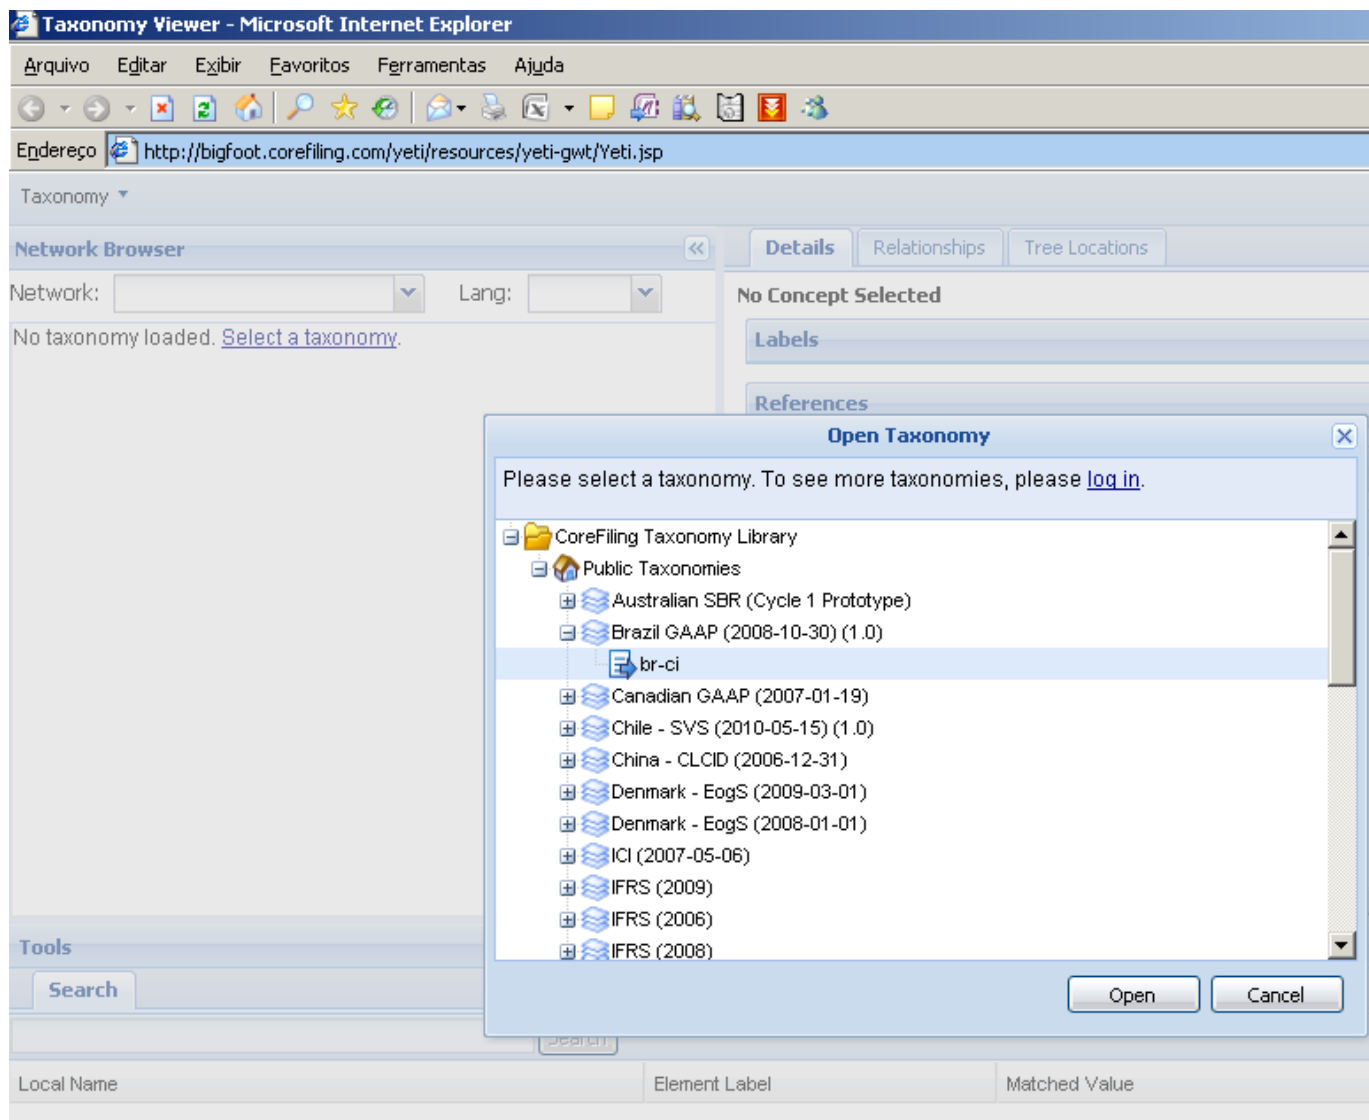 Taxonomy Viewer - Microsoft Internet Explorer
Arquivo Editar Exibir Favoritos Ferramentas Ajuda
Endereço http://bigfoot.corefiling.com/yeti/resources/yeti-gwt/Yeti.jsp
Taxonomy
Network Browser
Details Relationships Tree Locations
Network: Lang:
No Concept Selected
No taxonomy loaded. Select a taxonomy.
Labels
References
Open Taxonomy
Please select a taxonomy. To see more taxonomies, please log in.
CoreFiling Taxonomy Library
Public Taxonomies
Australian SBR (Cycle 1 Prototype)
Brazil GAAP (2008-10-30) (1.0)
br-ci
Canadian GAAP (2007-01-19)
Chile - SVS (2010-05-15) (1.0)
China - CLCID (2006-12-31)
Denmark - EogS (2009-03-01)
Denmark - EogS (2008-01-01)
ICI (2007-05-06)
IFRS (2009)
IFRS (2006)
IFRS (2008)
Open Cancel
Tools
Search
Search
Local Name Element Label Matched Value